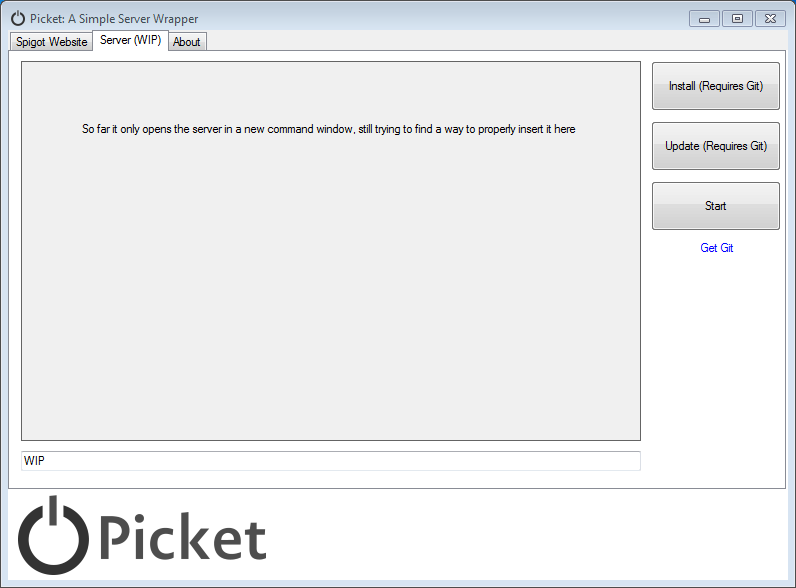 Picket: A Simple Server Wrapper
Spigot Website
Server (WIP)
About
So far it only opens the server in a new command window, still trying to find a way to properly insert it here
Install (Requires Git)
Update (Requires Git)
Start
Get Git
WIP
Picket